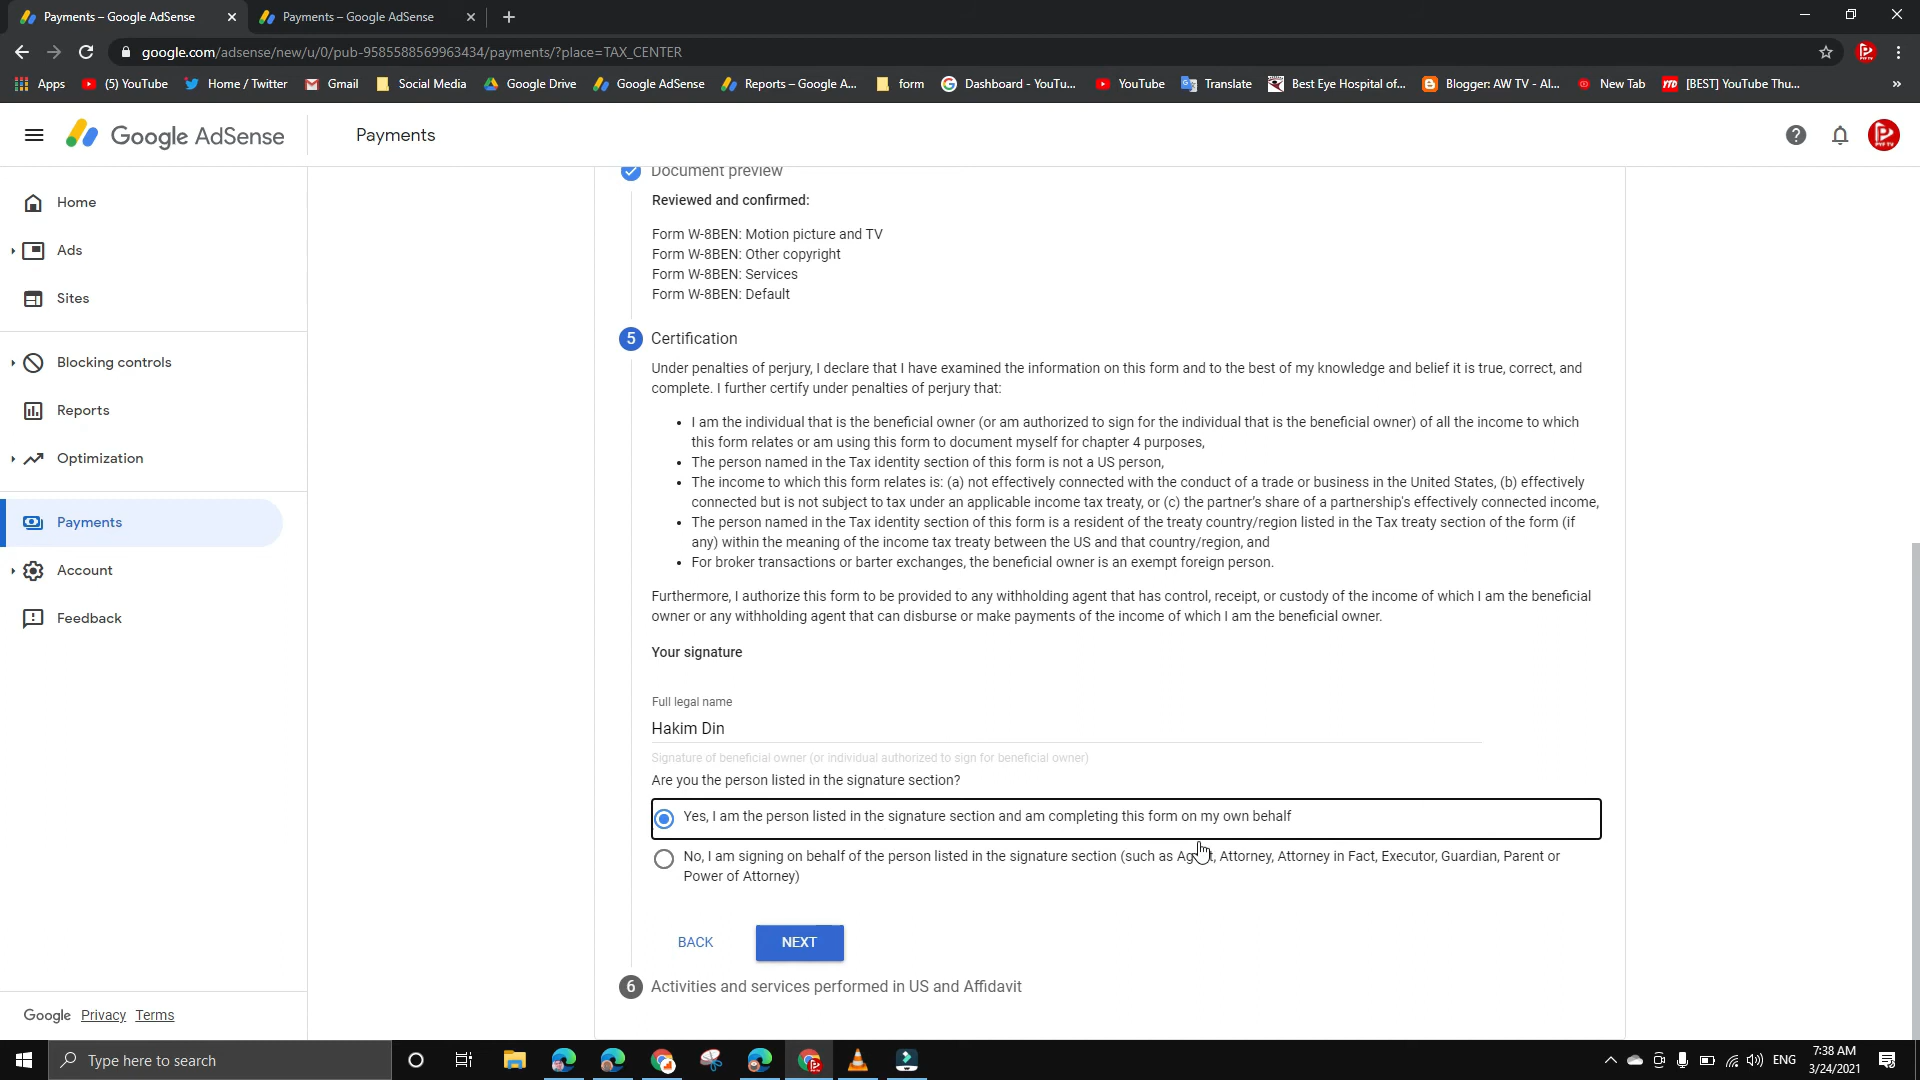 Payments – Google AdSense
Payments – Google AdSense
google.com/adsense/new/u/0/pub-9585588569963434/payments/?place=TAX_CENTER
Apps
(5) YouTube
Home / Twitter
Gmail
Social Media
Google Drive
Google AdSense
Reports – Google A...
form
Dashboard - YouTu...
YouTube
Translate
Best Eye Hospital of...
Blogger: AW TV - Al...
New Tab
[BEST] YouTube Thu...
Google AdSense
Payments
Home
Ads
Sites
Blocking controls
Reports
Optimization
Payments
Account
Feedback
Google Privacy Terms
Document preview
Reviewed and confirmed:
Form W-8BEN: Motion picture and TV
Form W-8BEN: Other copyright
Form W-8BEN: Services
Form W-8BEN: Default
5 Certification
Under penalties of perjury, I declare that I have examined the information on this form and to the best of my knowledge and belief it is true, correct, and
complete. I further certify under penalties of perjury that:
• I am the individual that is the beneficial owner (or am authorized to sign for the individual that is the beneficial owner) of all the income to which
this form relates or am using this form to document myself for chapter 4 purposes,
• The person named in the Tax identity section of this form is not a US person,
• The income to which this form relates is: (a) not effectively connected with the conduct of a trade or business in the United States, (b) effectively
connected but is not subject to tax under an applicable income tax treaty, or (c) the partner's share of a partnership's effectively connected income,
• The person named in the Tax identity section of this form is a resident of the treaty country/region listed in the Tax treaty section of the form (if
any) within the meaning of the income tax treaty between the US and that country/region, and
• For broker transactions or barter exchanges, the beneficial owner is an exempt foreign person.
Furthermore, I authorize this form to be provided to any withholding agent that has control, receipt, or custody of the income of which I am the beneficial
owner or any withholding agent that can disburse or make payments of the income of which I am the beneficial owner.
Your signature
Full legal name
Hakim Din
Signature of beneficial owner (or individual authorized to sign for beneficial owner)
Are you the person listed in the signature section?
Yes, I am the person listed in the signature section and am completing this form on my own behalf
No, I am signing on behalf of the person listed in the signature section (such as Agent, Attorney, Attorney in Fact, Executor, Guardian, Parent or
Power of Attorney)
BACK
NEXT
6 Activities and services performed in US and Affidavit
Type here to search
ENG
7:38 AM
3/24/2021